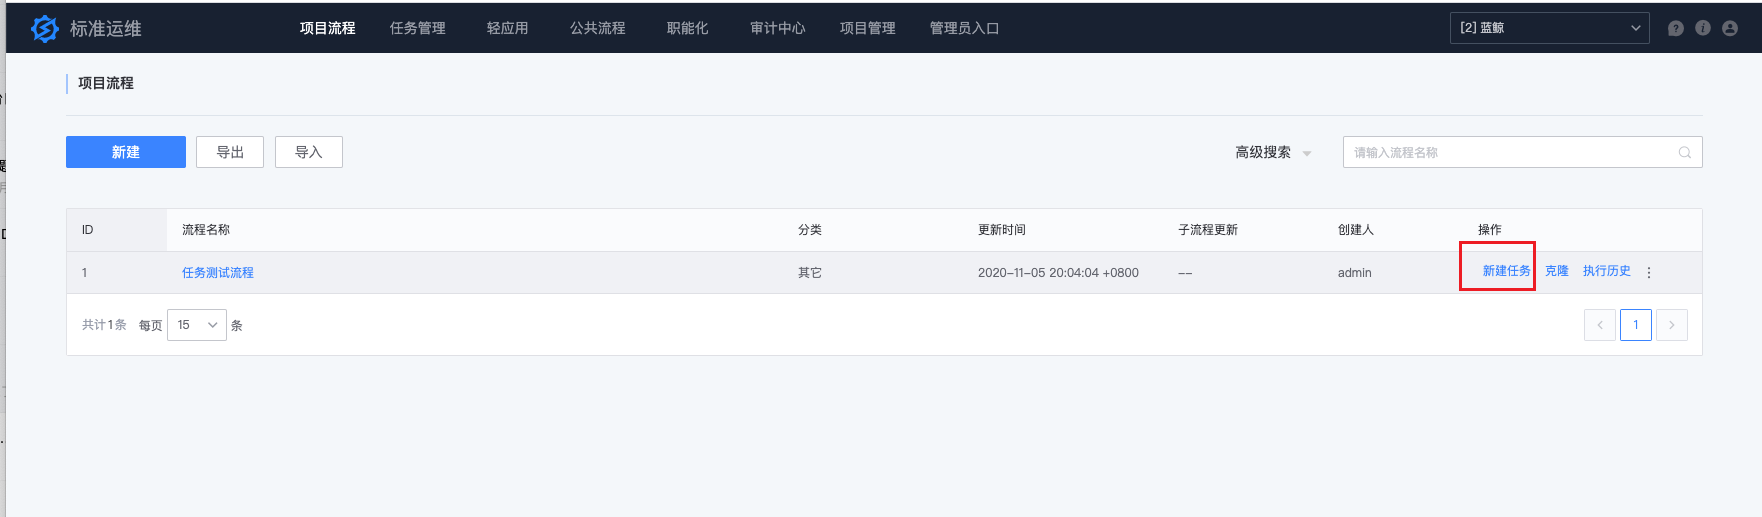 标准运维 项目流程 任务管理 轻应用 公共流程 职能化 审计中心 项目管理 管理员入口 [2] 蓝鲸
项目流程
新建 导出 导入 高级搜索 请输入流程名称
ID 流程名称 分类 更新时间 子流程更新 创建人 操作
1 任务测试流程 其它 2020-11-05 20:04:04 +0800 -- admin 新建任务 克隆 执行历史
共计1条 每页 15 条 1